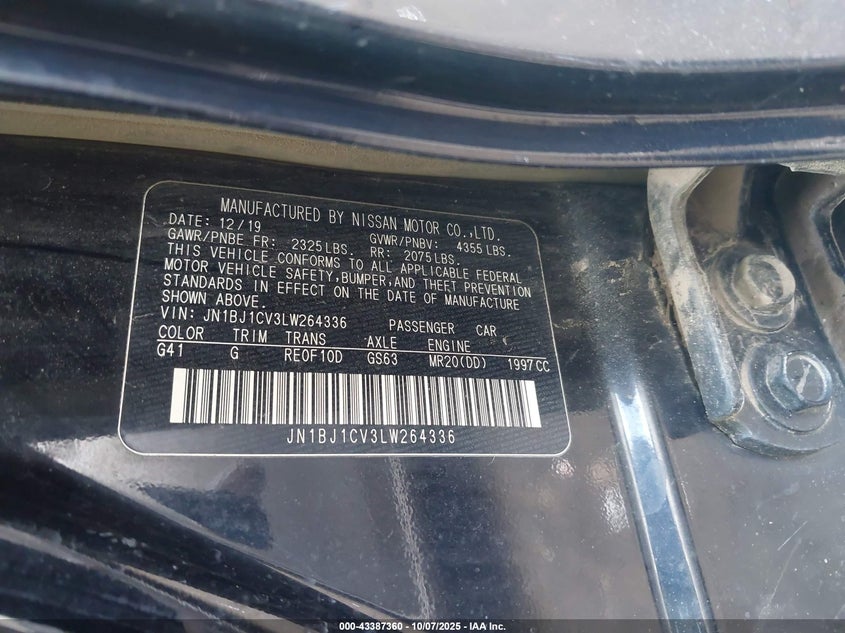 MANUFACTURED BY NISSAN MOTOR CO.,LTD.
DATE: 12/19 GVWR/PNBV: 4355 LBS.
GAWR/PNBE FR: 2325 LBS. RR: 2075 LBS.
THIS VEHICLE CONFORMS TO ALL APPLICABLE FEDERAL
MOTOR VEHICLE SAFETY, BUMPER, AND THEFT PREVENTION
STANDARDS IN EFFECT ON THE DATE OF MANUFACTURE
SHOWN ABOVE.
VIN: JN1BJ1CV3LW264336 PASSENGER CAR
COLOR TRIM TRANS AXLE ENGINE
G41 G RE0F10D GS63 MR20(DD) 1997CC
JN1BJ1CV3LW264336
000-43387360 - 10/07/2025 - IAA Inc.